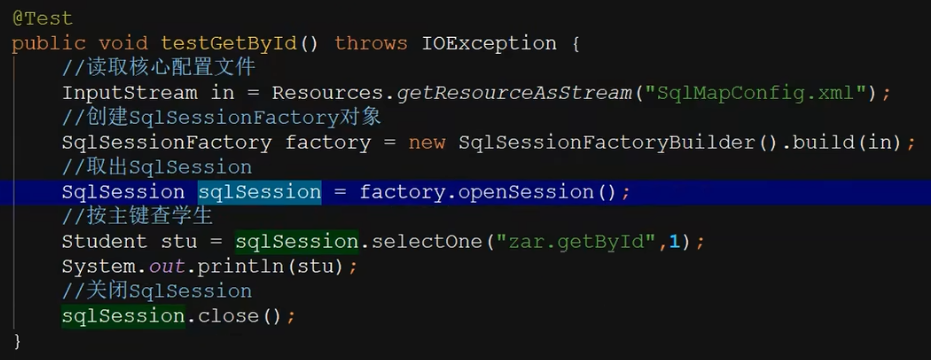 @Test
public void testGetById() throws IOException {
//读取核心配置文件
InputStream in = Resources.getResourceAsStream("SqlMapConfig.xml");
//创建SqlSessionFactory对象
SqlSessionFactory factory = new SqlSessionFactoryBuilder().build(in);
//取出SqlSession
SqlSession sqlSession = factory.openSession();
//按主键查学生
Student stu = sqlSession.selectOne("zar.getById",1);
System.out.println(stu);
//关闭SqlSession
sqlSession.close();
}